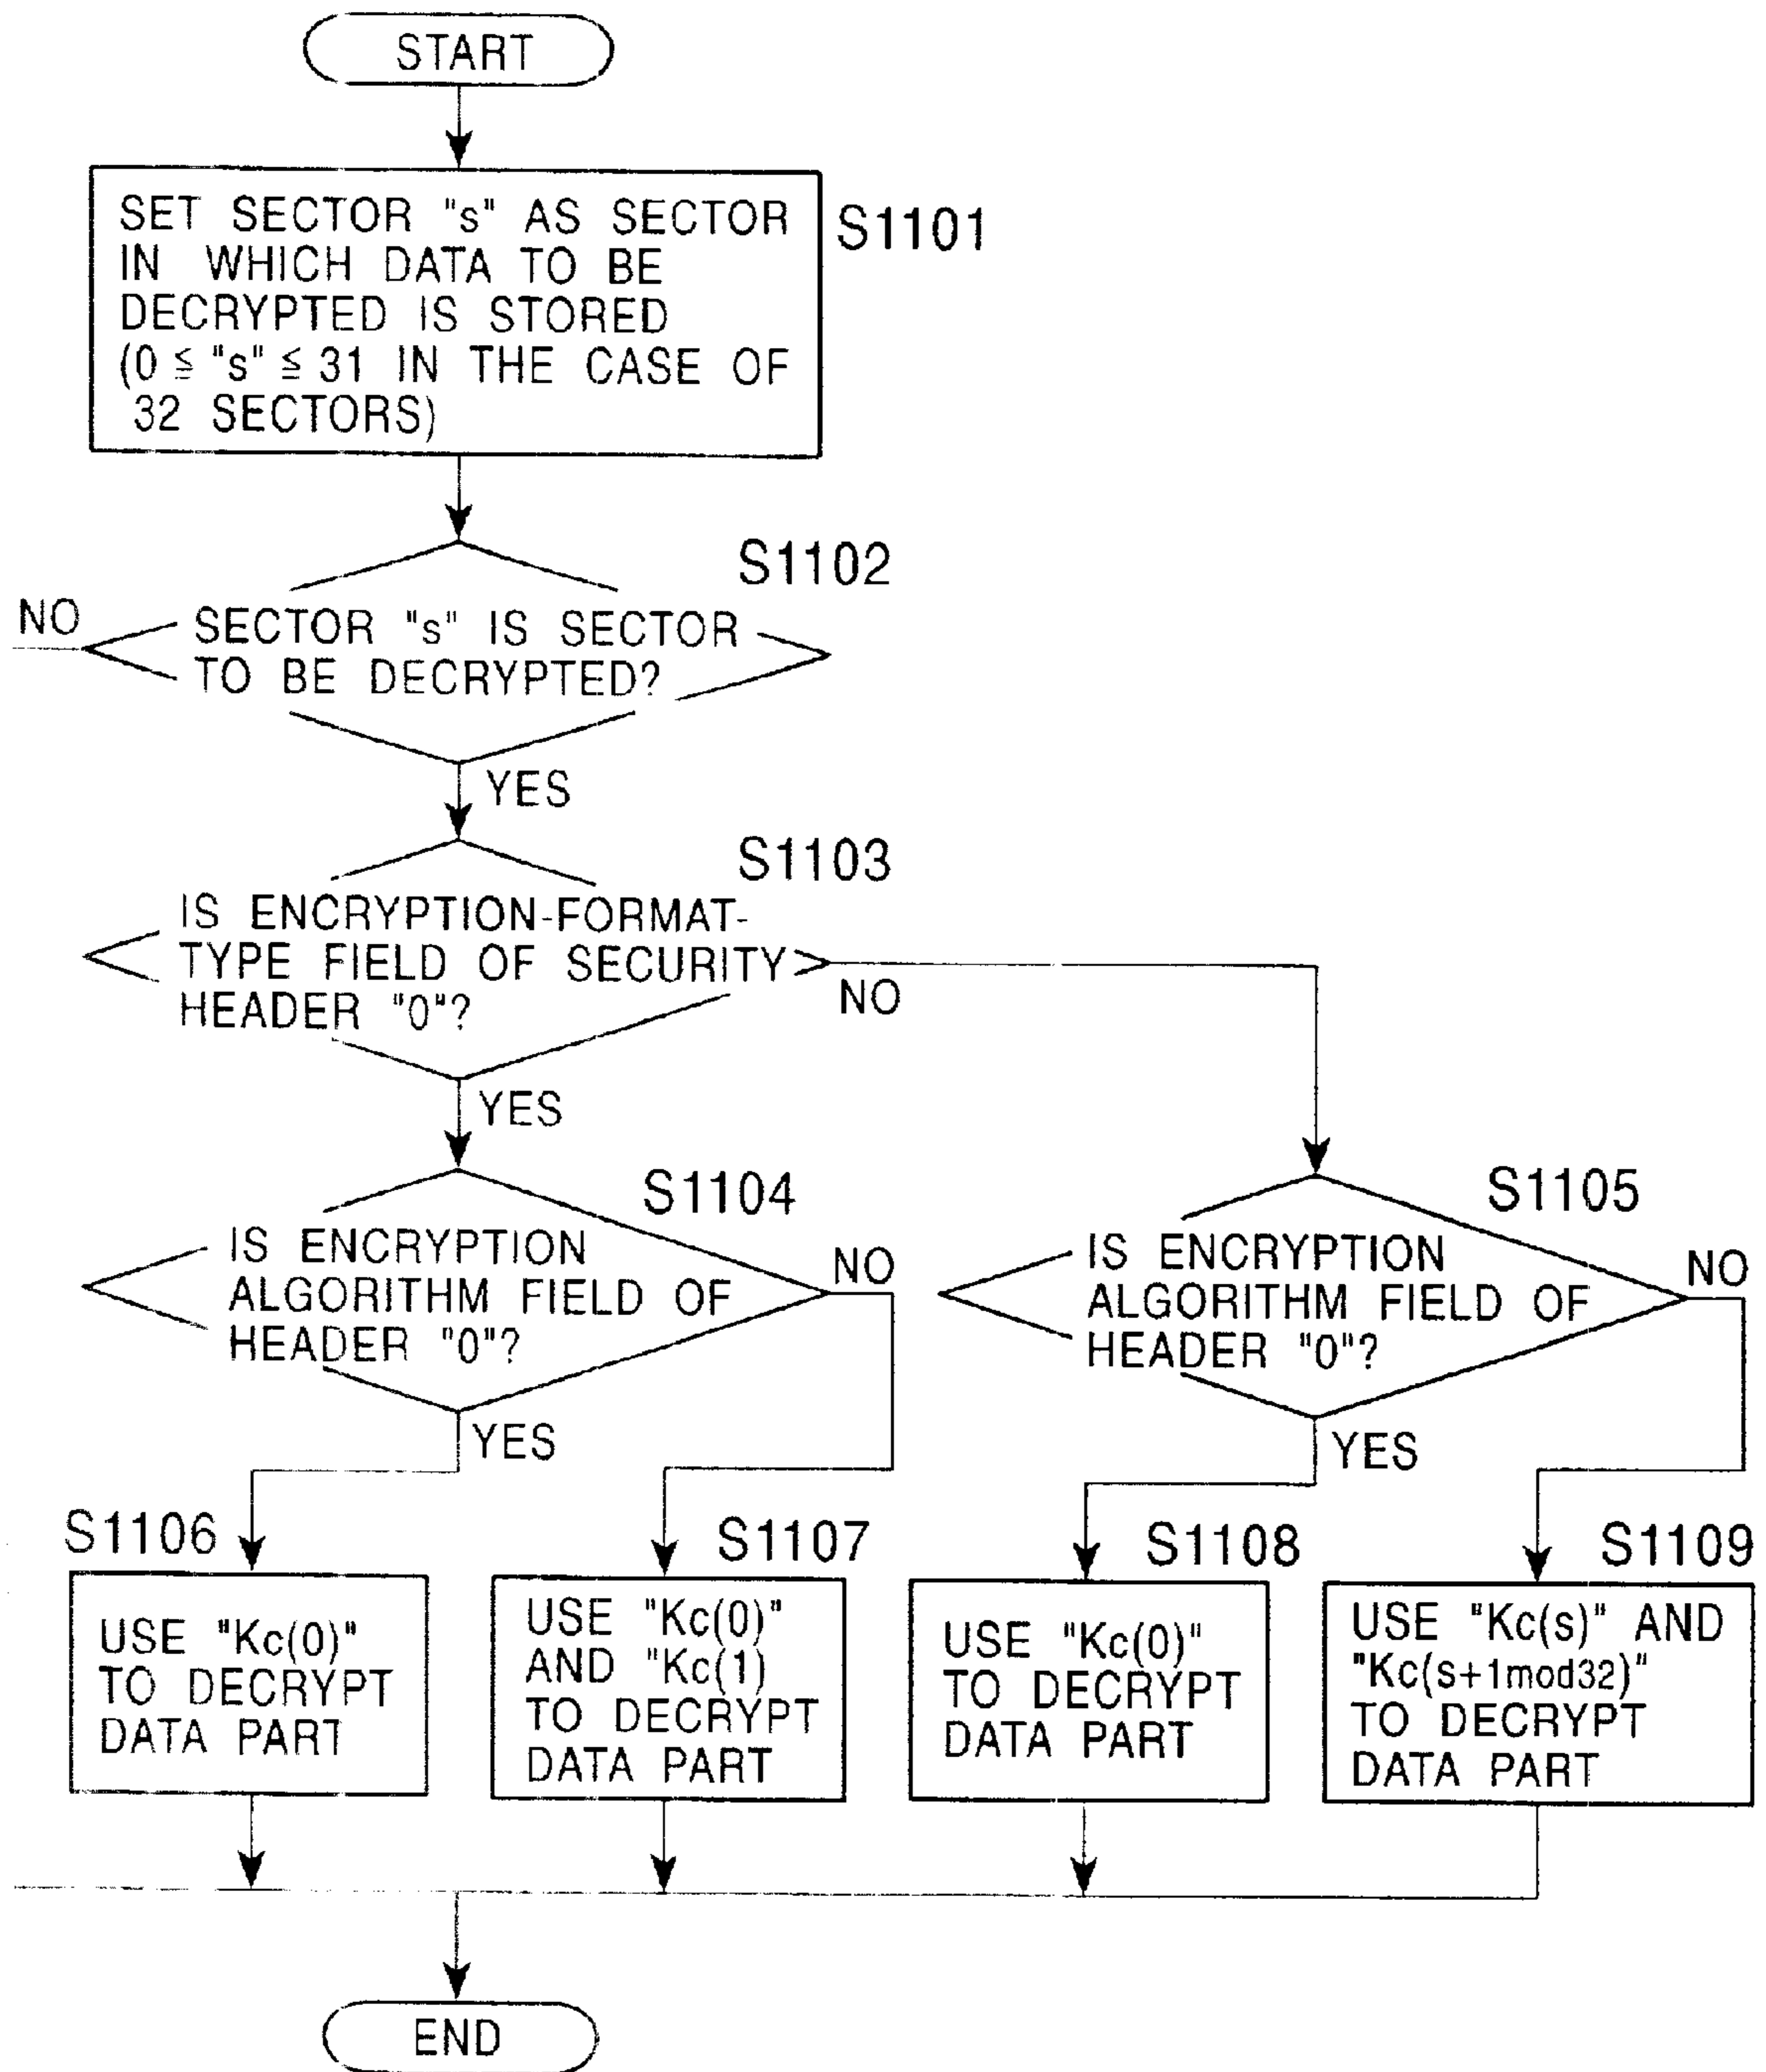 START
SET SECTOR "s" AS SECTOR
IN WHICH DATA TO BE
DECRYPTED IS STORED
(0 ≦ "s" ≦ 31 IN THE CASE OF
32 SECTORS)
S1101
S1102
NO
SECTOR "s" IS SECTOR
TO BE DECRYPTED?
YES
S1103
IS ENCRYPTION-FORMAT-
TYPE FIELD OF SECURITY
HEADER "0"?
NO
YES
S1104
IS ENCRYPTION
ALGORITHM FIELD OF
HEADER "0"?
NO
YES
S1105
IS ENCRYPTION
ALGORITHM FIELD OF
HEADER "0"?
NO
YES
S1106
USE "Kc(0)"
TO DECRYPT
DATA PART
S1107
USE "Kc(0)"
AND "Kc(1)
TO DECRYPT
DATA PART
S1108
USE "Kc(0)"
TO DECRYPT
DATA PART
S1109
USE "Kc(s)" AND
"Kc(s+1mod32)"
TO DECRYPT
DATA PART
END